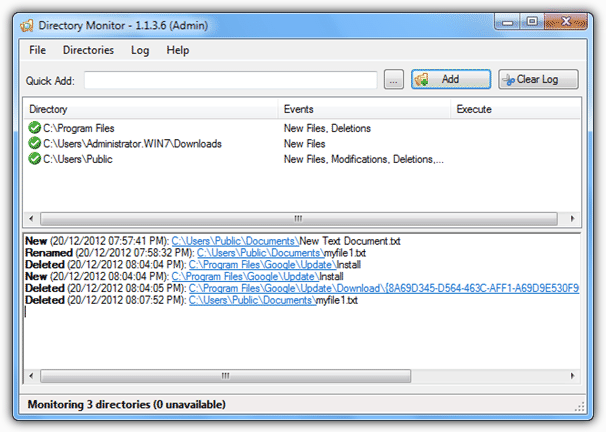 Directory Monitor - 1.1.3.6 (Admin)
File Directories Log Help
Quick Add: ... Add Clear Log
Directory Events Execute
C:\Program Files New Files, Deletions
C:\Users\Administrator.WIN7\Downloads New Files
C:\Users\Public New Files, Modifications, Deletions,...
New (20/12/2012 07:57:41 PM): C:\Users\Public\Documents\New Text Document.txt
Renamed (20/12/2012 07:58:32 PM): C:\Users\Public\Documents\myfile1.txt
Deleted (20/12/2012 08:04:04 PM): C:\Program Files\Google\Update\Install
New (20/12/2012 08:04:04 PM): C:\Program Files\Google\Update\Install
Deleted (20/12/2012 08:04:05 PM): C:\Program Files\Google\Update\Download\{8A69D345-D564-463C-AFF1-A69D9E530F9
Deleted (20/12/2012 08:07:52 PM): C:\Users\Public\Documents\myfile1.txt
Monitoring 3 directories (0 unavailable)